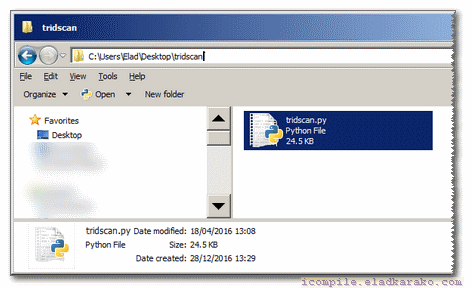 tridscan
C:\Users\Elad\Desktop\tridscan
File Edit View Tools Help
Organize Open New folder
Favorites
Desktop
tridscan.py
Python File
24.5 KB
tridscan.py Date modified: 18/04/2016 13:08
Python File Size: 24.5 KB
Date created: 28/12/2016 13:29
icompile.eladkarako.com